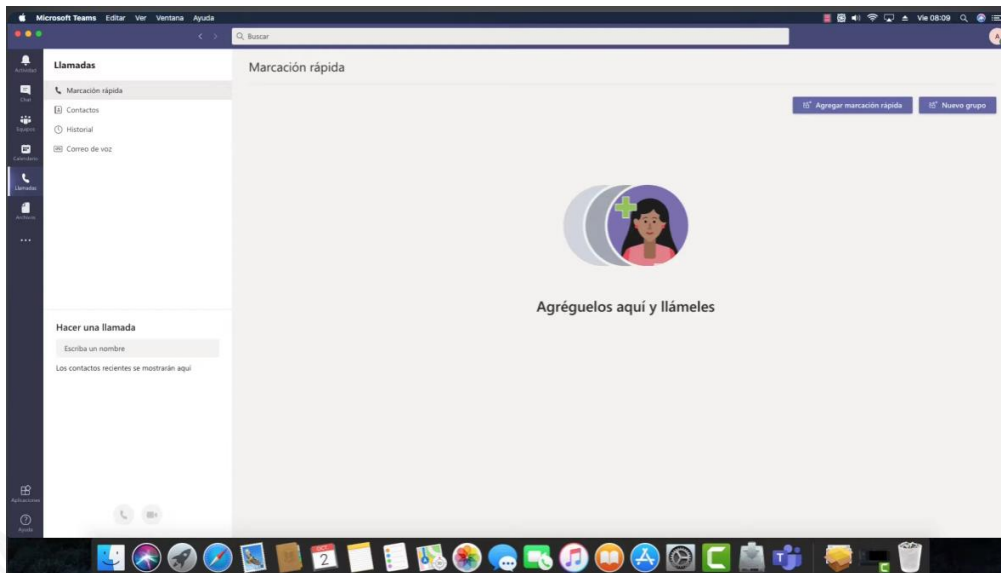 Microsoft Teams Editar Ver Ventana Ayuda
Vie 08:09
Buscar
A
Actividad
Chat
Equipos
Calendario
Llamadas
Archivos
Aplicaciones
Ayuda
Llamadas
Marcación rápida
Contactos
Historial
Correo de voz
Hacer una llamada
Escriba un nombre
Los contactos recientes se mostrarán aquí
Marcación rápida
Agregar marcación rápida
Nuevo grupo
Agréguelos aquí y llámeles
OCT
2